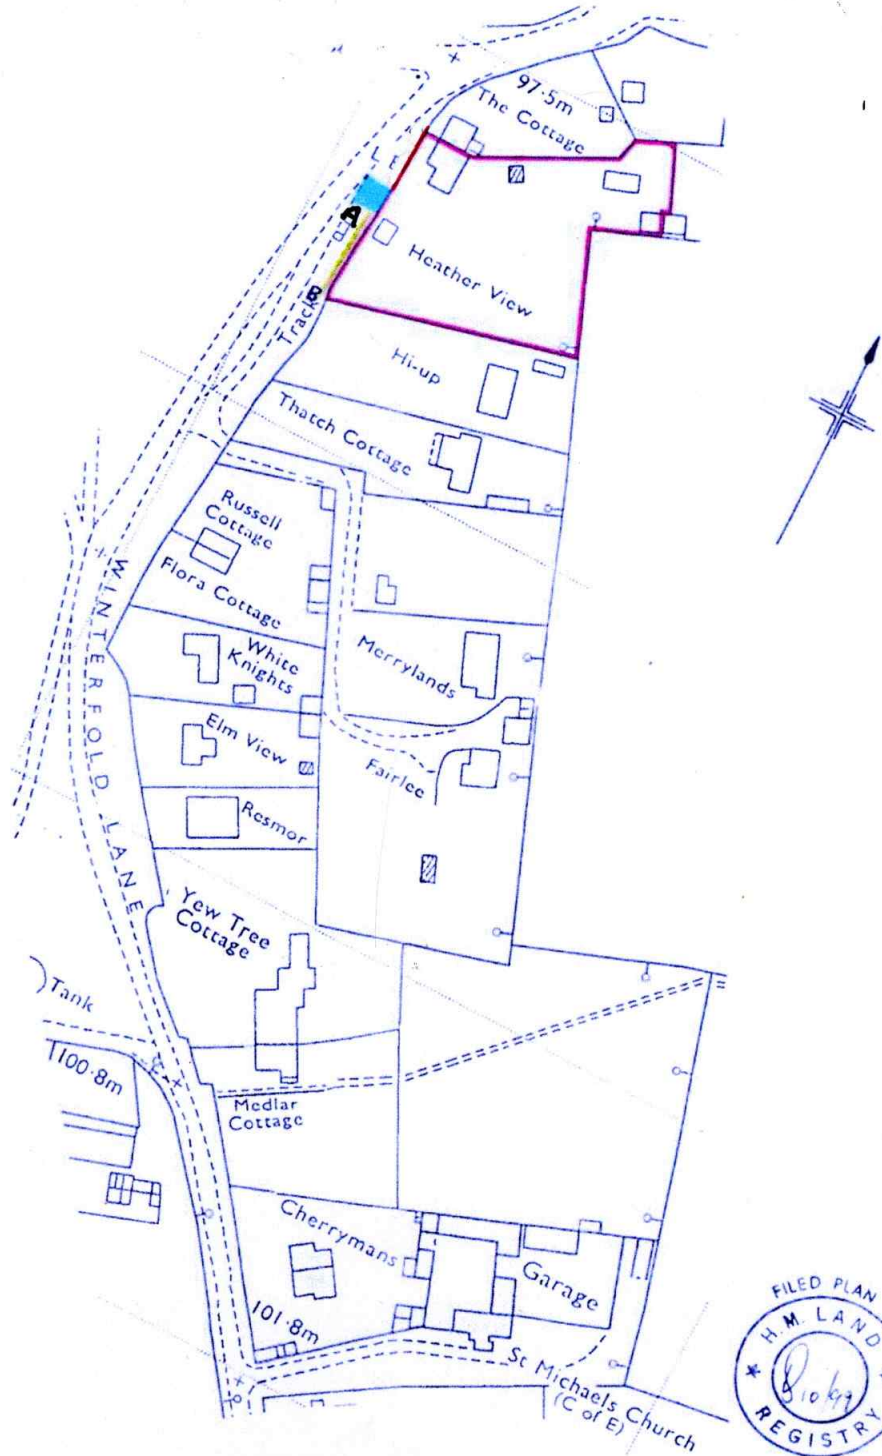 97·5m
The Cottage
L E
A
B
Track
Heather View
Hi-up
Thatch Cottage
Russell
Cottage
Flora Cottage
White
Knights
Merrylands
Elm View
Fairlee
Resmor
WINTERFOLD LANE
Yew Tree
Cottage
Tank
100·8m
Medlar
Cottage
Cherrymans
Garage
101·8m
St Michaels Church
(C of E)
FILED PLAN
H.M. LAND
REGISTRY